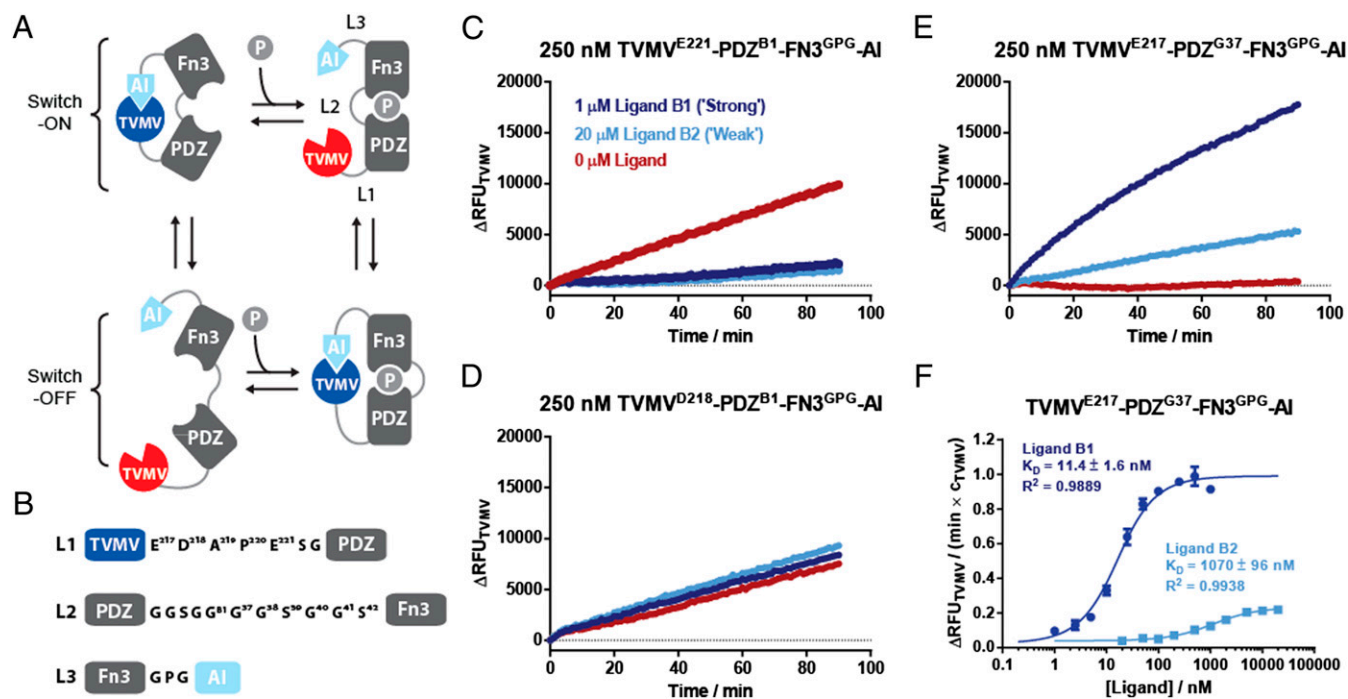 A
Switch
-ON
AI
TVMV
Fn3
PDZ
P
L3
AI
Fn3
L2
P
TVMV
PDZ
L1
Switch
-OFF
AI
Fn3
PDZ
TVMV
P
AI
Fn3
TVMV
P
PDZ
B
L1 TVMV E217 D218 A219 P220 E221 S G PDZ
L2 PDZ G G S G G B1 G37 G38 S39 G40 G41 S42 Fn3
L3 Fn3 G P G AI
C
250 nM TVMVE221-PDZB1-FN3GPG-AI
ΔRFUTVMV
20000
15000
10000
5000
0
1 μM Ligand B1 ('Strong')
20 μM Ligand B2 ('Weak')
0 μM Ligand
0 20 40 60 80 100
Time / min
D
250 nM TVMVD218-PDZB1-FN3GPG-AI
ΔRFUTVMV
20000
15000
10000
5000
0
0 20 40 60 80 100
Time / min
E
250 nM TVMVE217-PDZG37-FN3GPG-AI
ΔRFUTVMV
20000
15000
10000
5000
0
0 20 40 60 80 100
Time / min
F
TVMVE217-PDZG37-FN3GPG-AI
ΔRFUTVMV / (min × cTVMV)
1.2
1.0
0.8
0.6
0.4
0.2
0.0
Ligand B1
KD = 11.4 ± 1.6 nM
R2 = 0.9889
Ligand B2
KD = 1070 ± 96 nM
R2 = 0.9938
0.1 1 10 100 1000 10000 100000
[Ligand] / nM